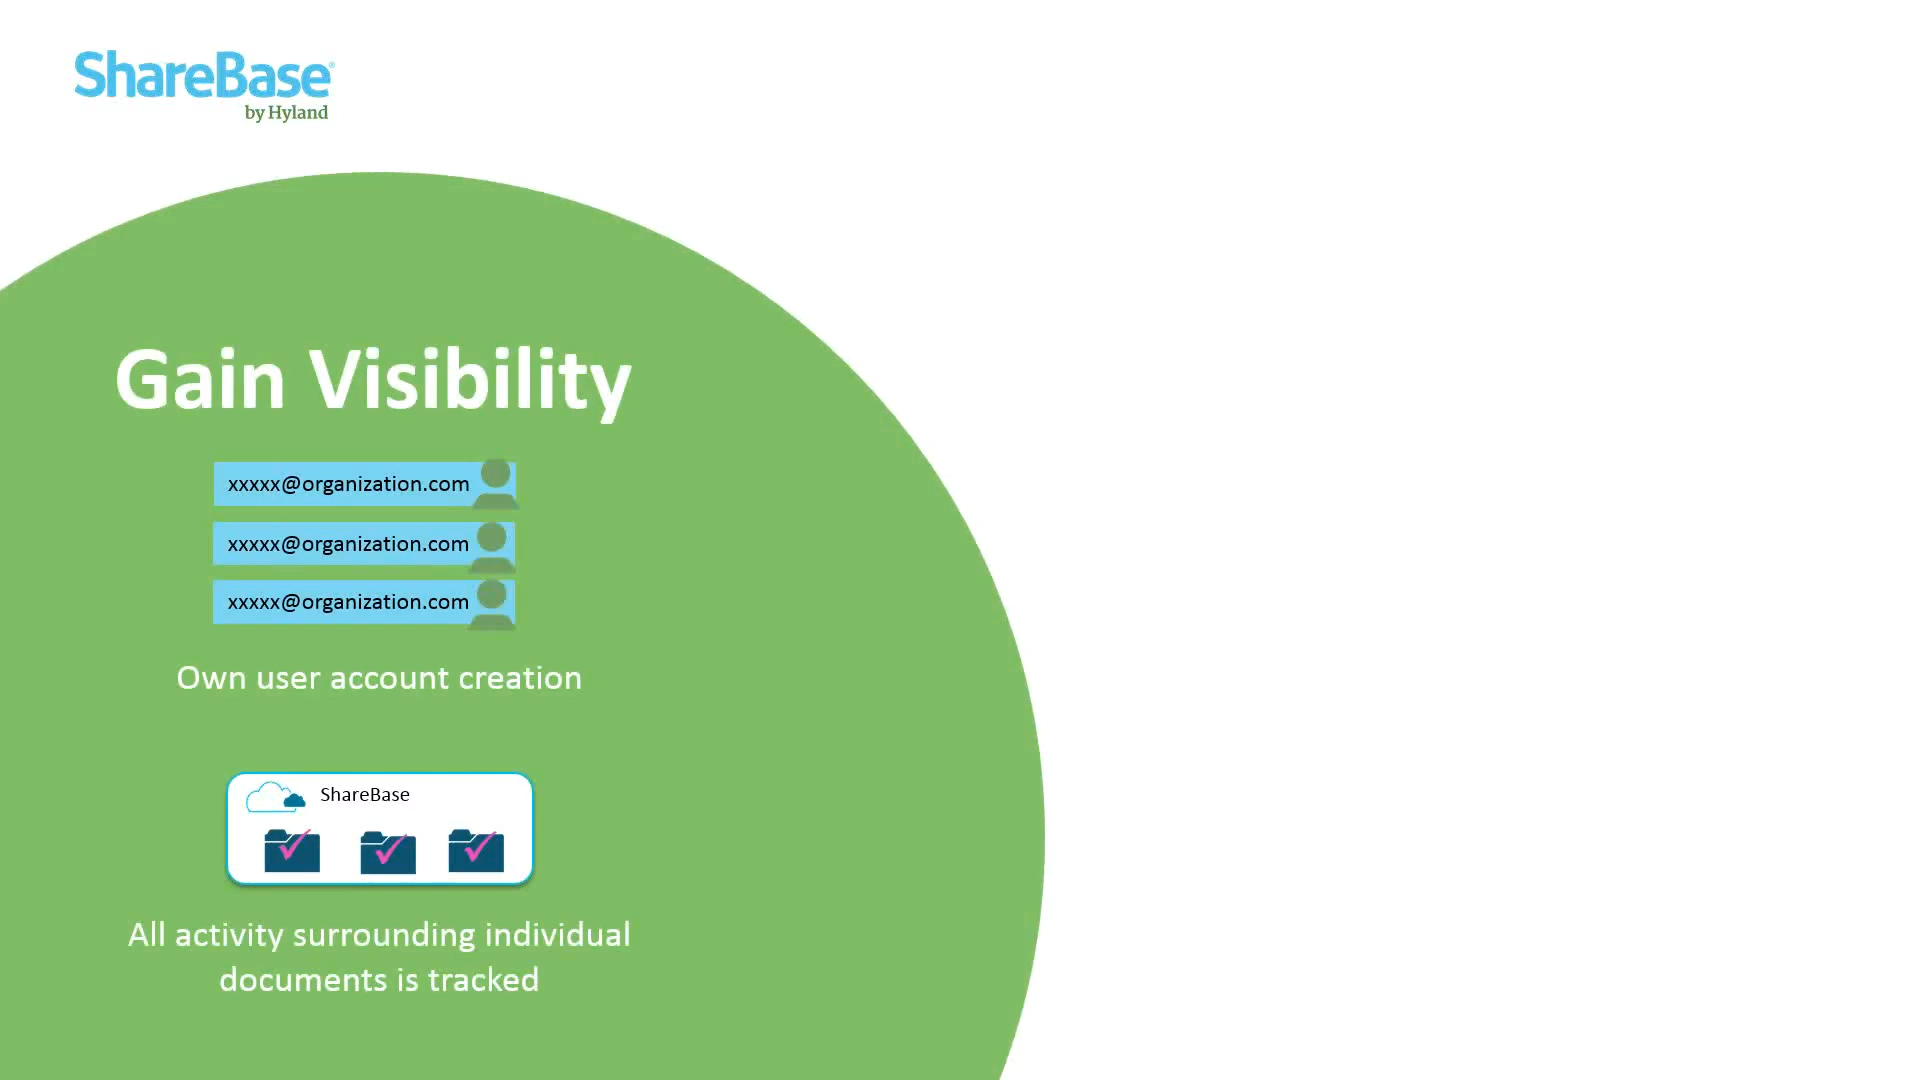 ShareBase®
by Hyland
Gain Visibility
xxxxx@organization.com
xxxxx@organization.com
xxxxx@organization.com
Own user account creation
ShareBase
All activity surrounding individual
documents is tracked